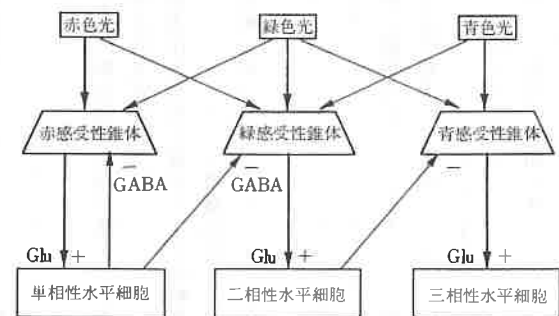 赤色光
緑色光
青色光
赤感受性錐体
緑感受性錐体
青感受性錐体
−
GABA
−
GABA
−
Glu +
Glu +
Glu +
単相性水平細胞
二相性水平細胞
三相性水平細胞